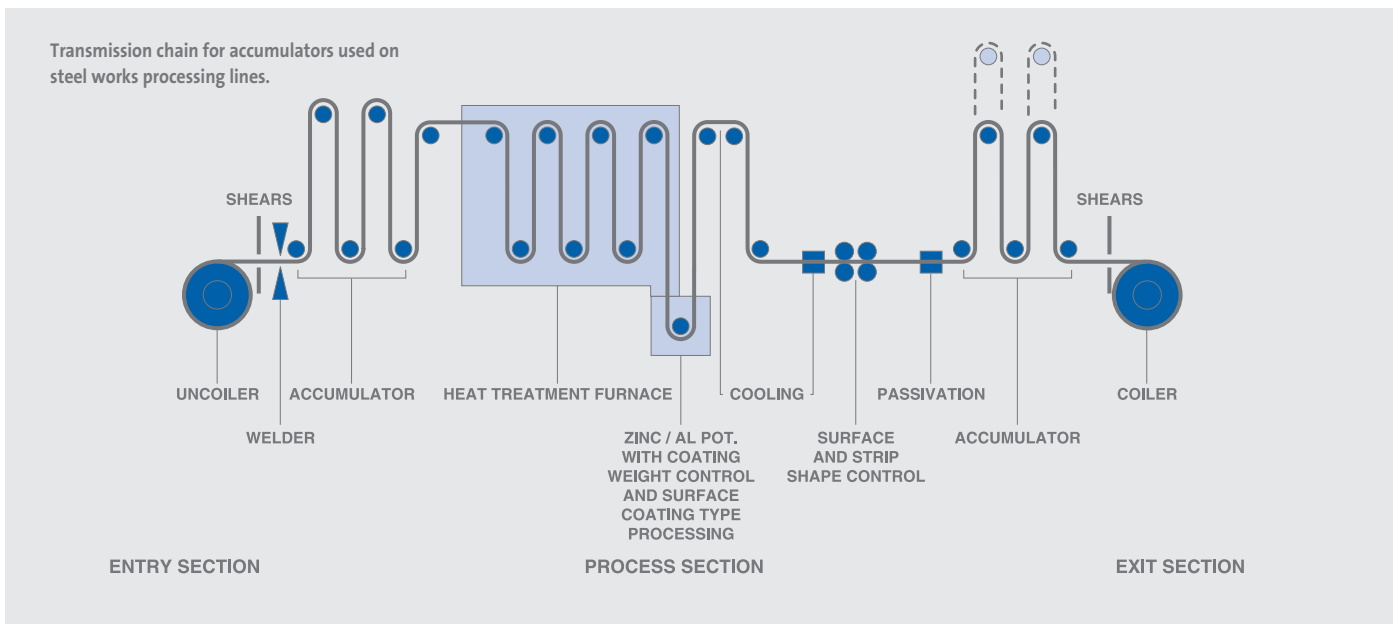 Transmission chain for accumulators used on
steel works processing lines.
SHEARS
SHEARS
UNCOILER
ACCUMULATOR
HEAT TREATMENT FURNACE
COOLING
PASSIVATION
COILER
WELDER
ZINC / AL POT.
WITH COATING
WEIGHT CONTROL
AND SURFACE
COATING TYPE
PROCESSING
SURFACE
AND STRIP
SHAPE CONTROL
ACCUMULATOR
ENTRY SECTION
PROCESS SECTION
EXIT SECTION